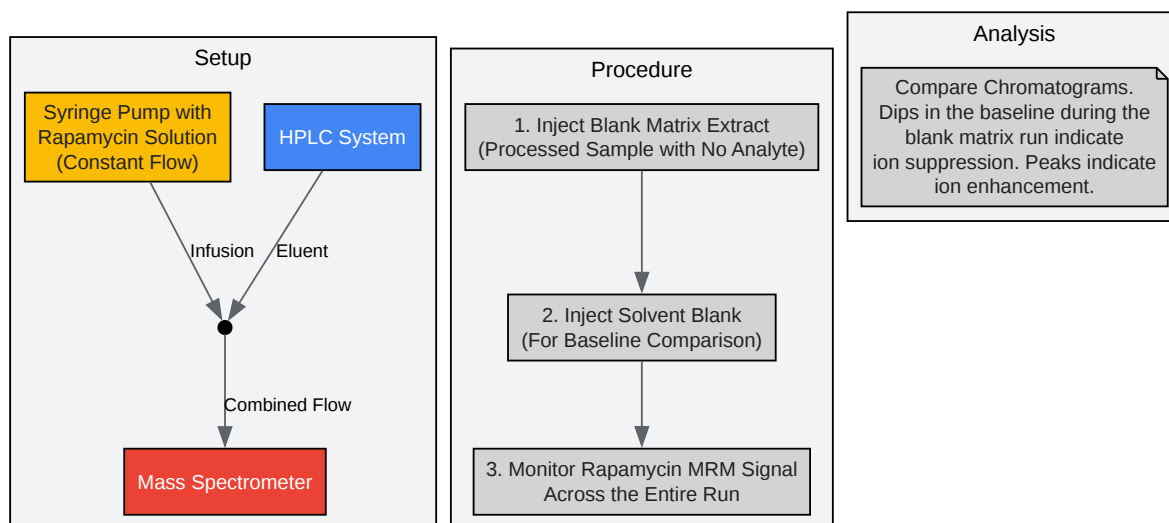 Setup
Syringe Pump with
Rapamycin Solution
(Constant Flow)
HPLC System
Infusion
Eluent
Combined Flow
Mass Spectrometer
Procedure
1. Inject Blank Matrix Extract
(Processed Sample with No Analyte)
2. Inject Solvent Blank
(For Baseline Comparison)
3. Monitor Rapamycin MRM Signal
Across the Entire Run
Analysis
Compare Chromatograms.
Dips in the baseline during the
blank matrix run indicate
ion suppression. Peaks indicate
ion enhancement.